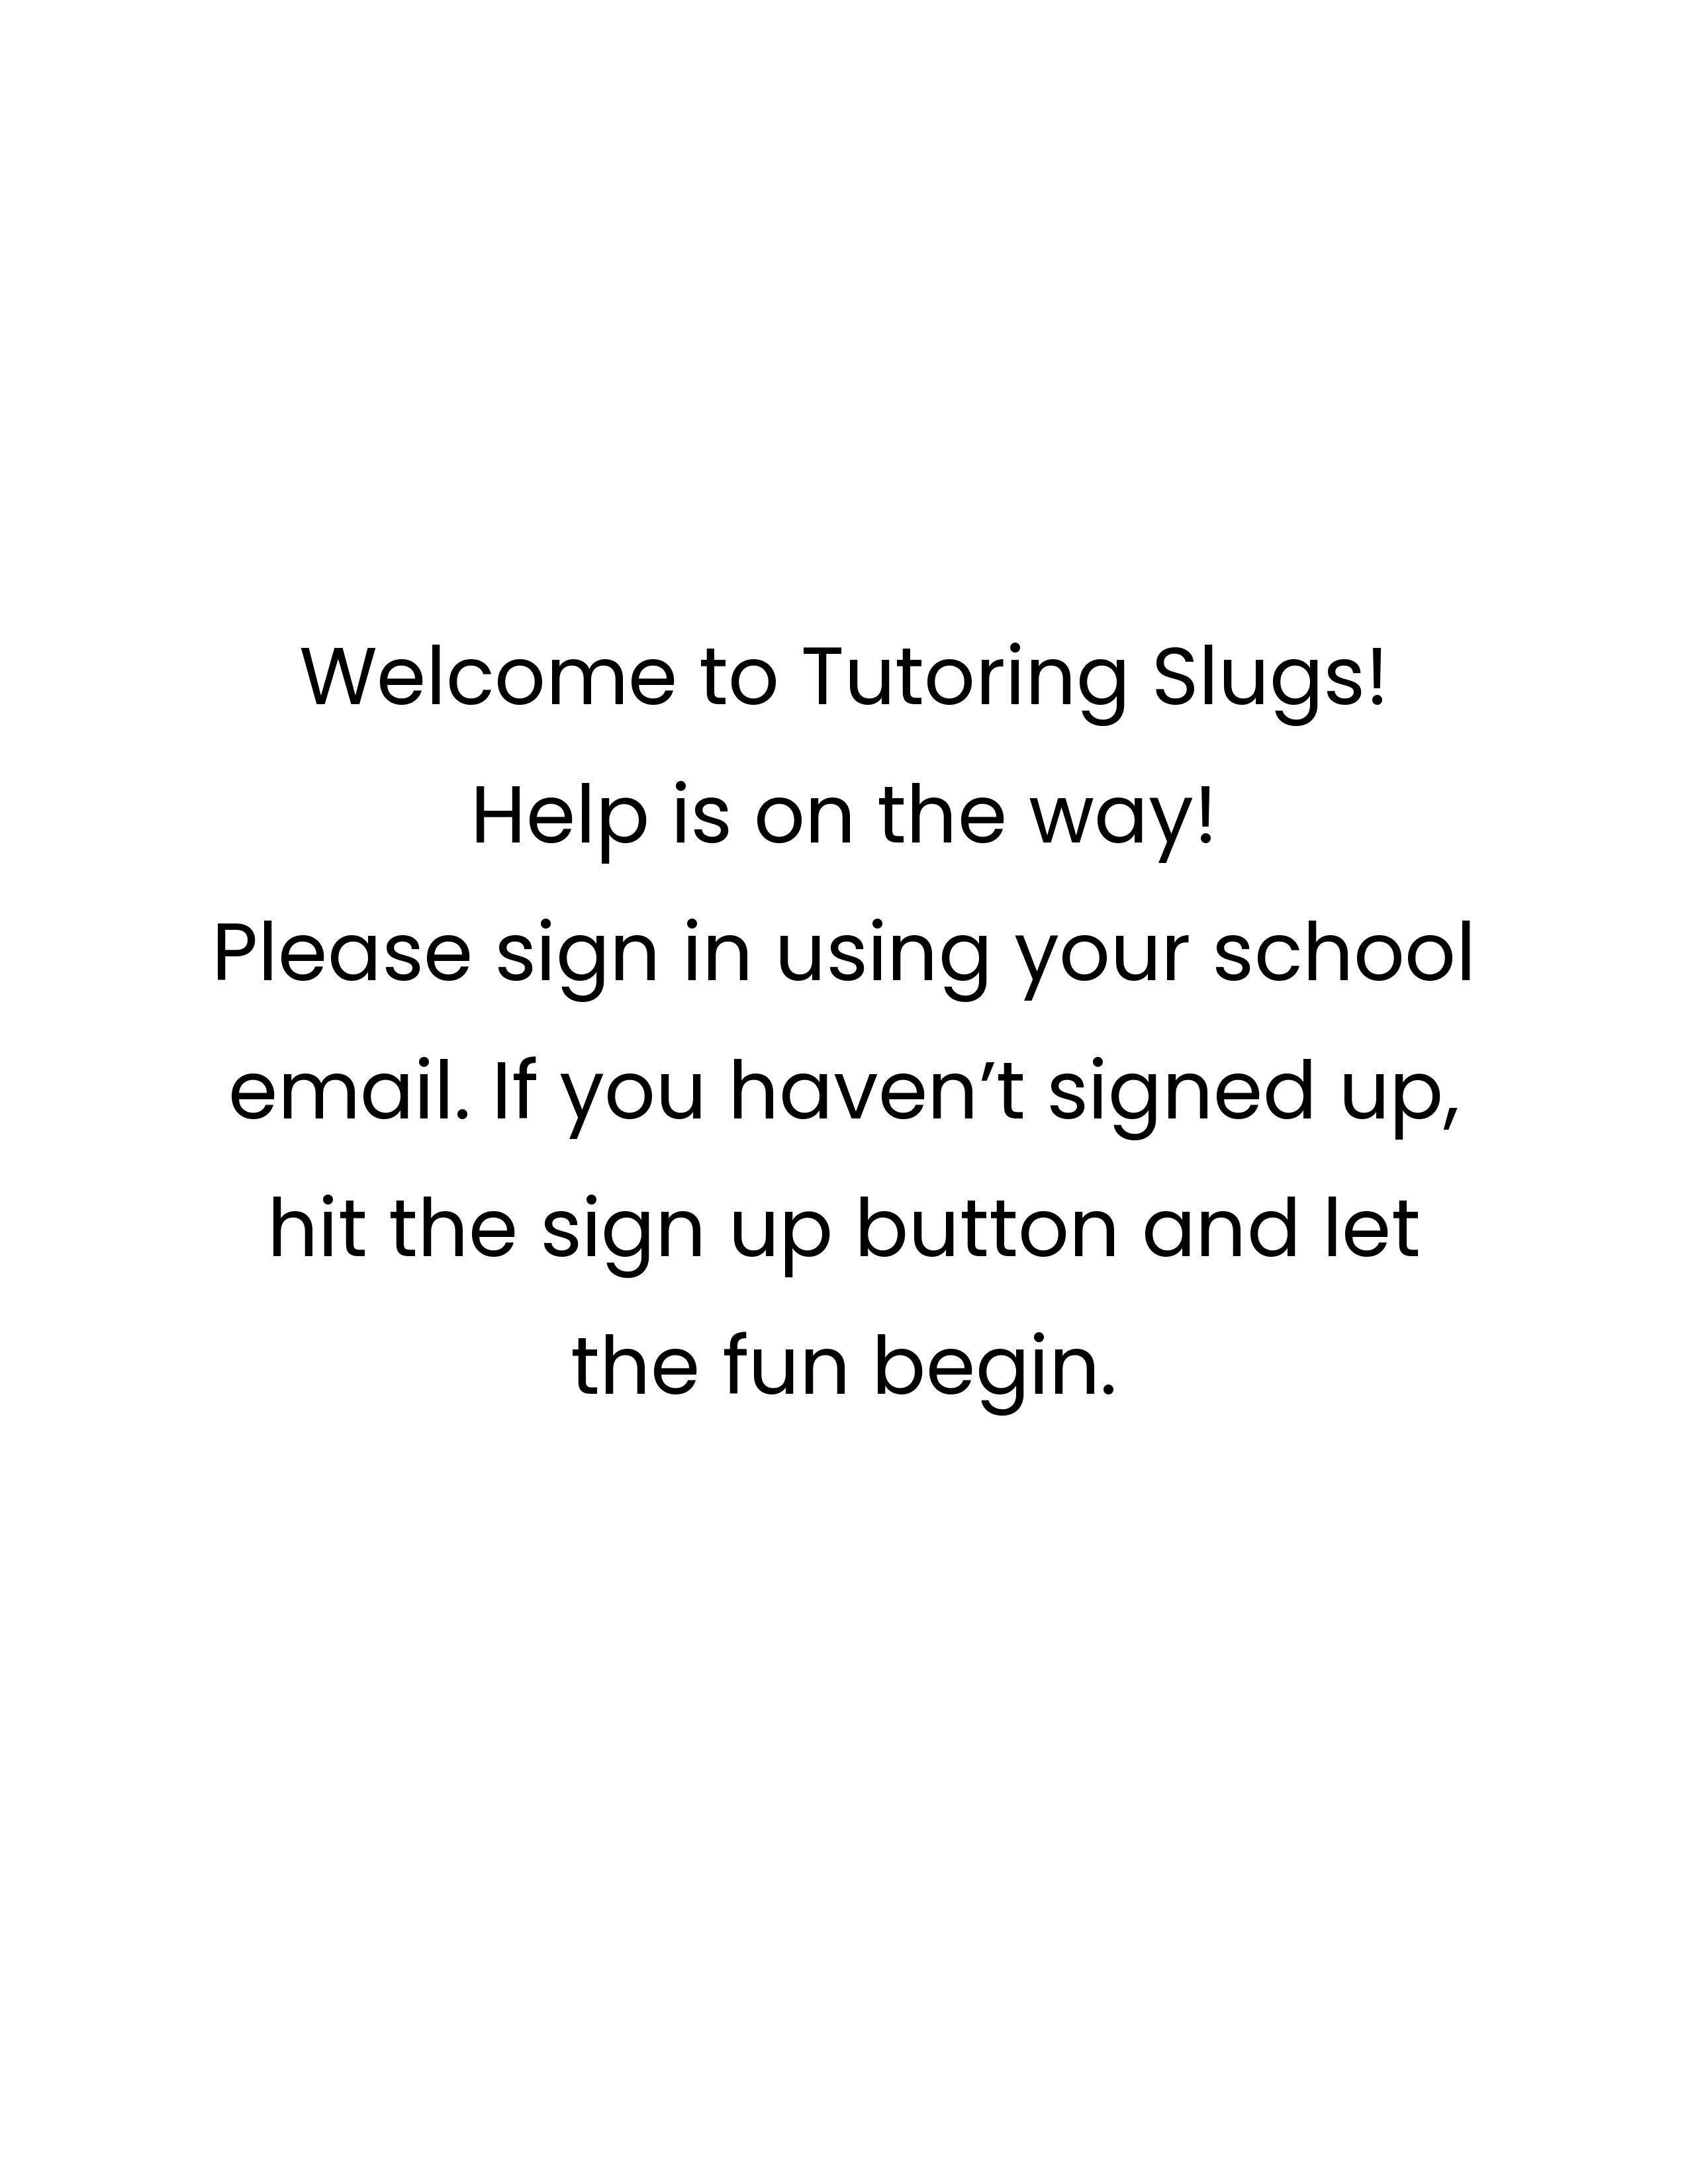 Welcome to Tutoring Slugs!
Help is on the way!
Please sign in using your school
email. If you haven’t signed up,
hit the sign up button and let
the fun begin.